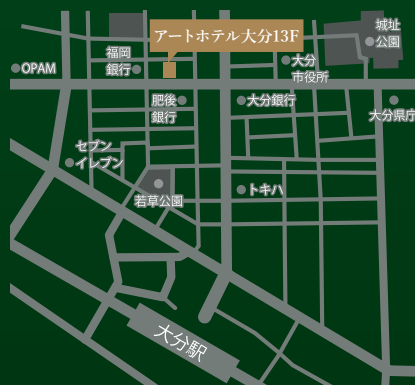 城址
公園
アートホテル大分13F
福岡
銀行
大分
市役所
OPAM
肥後
銀行
大分銀行
大分県庁
セブン
イレブン
トキハ
若草公園
大分駅